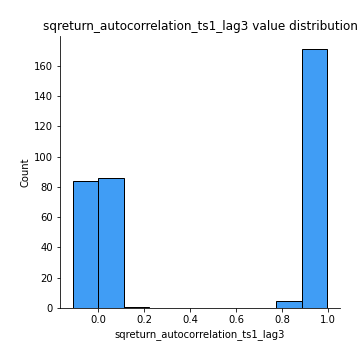 sqreturn_autocorrelation_ts1_lag3 value distribution
160
140
120
100
80
60
40
20
0
Count
0.0 0.2 0.4 0.6 0.8 1.0
sqreturn_autocorrelation_ts1_lag3